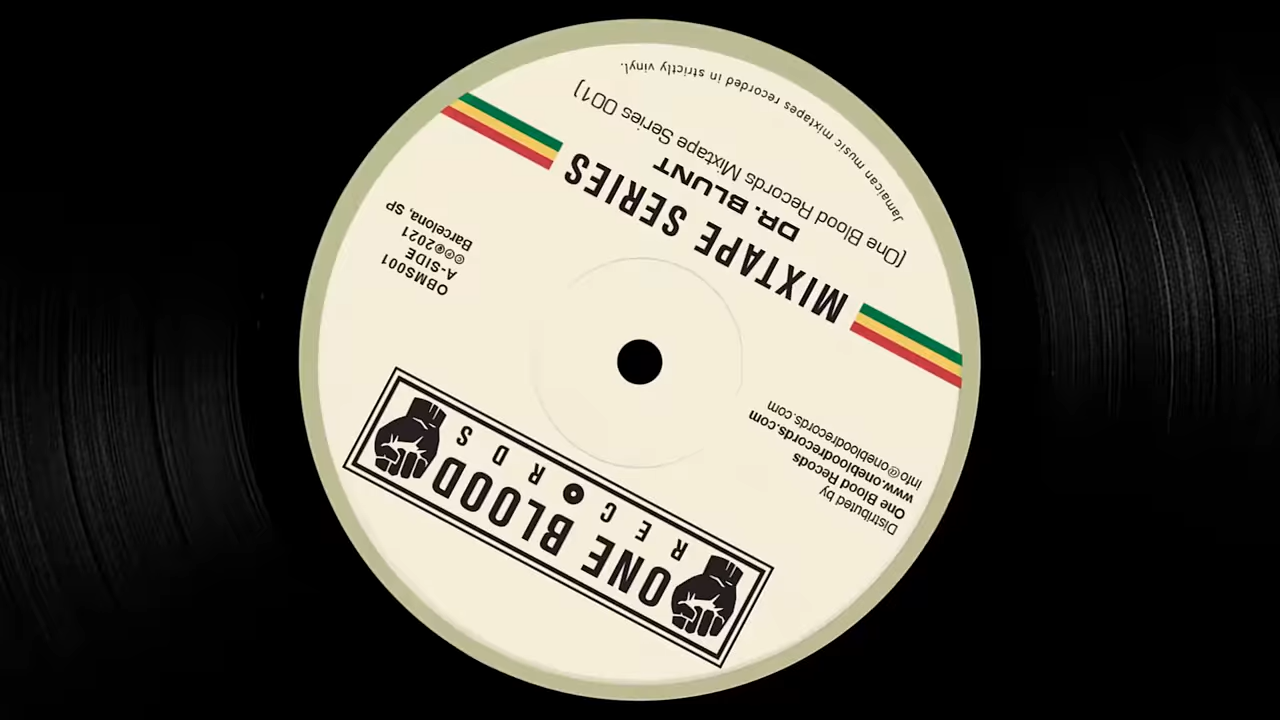 ONE BLOOD
RECORDS
Distributed by
One Blood Recods
www.onebloodrecords.com
info@onebloodrecords.com
OBMS001
A-SIDE
©®℗2021
Barcelona, SP
MIXTAPE SERIES
DR. BLUNT
[One Blood Records Mixtape Series 001]
Jamaican music mixtapes recorded in strictly vinyl.